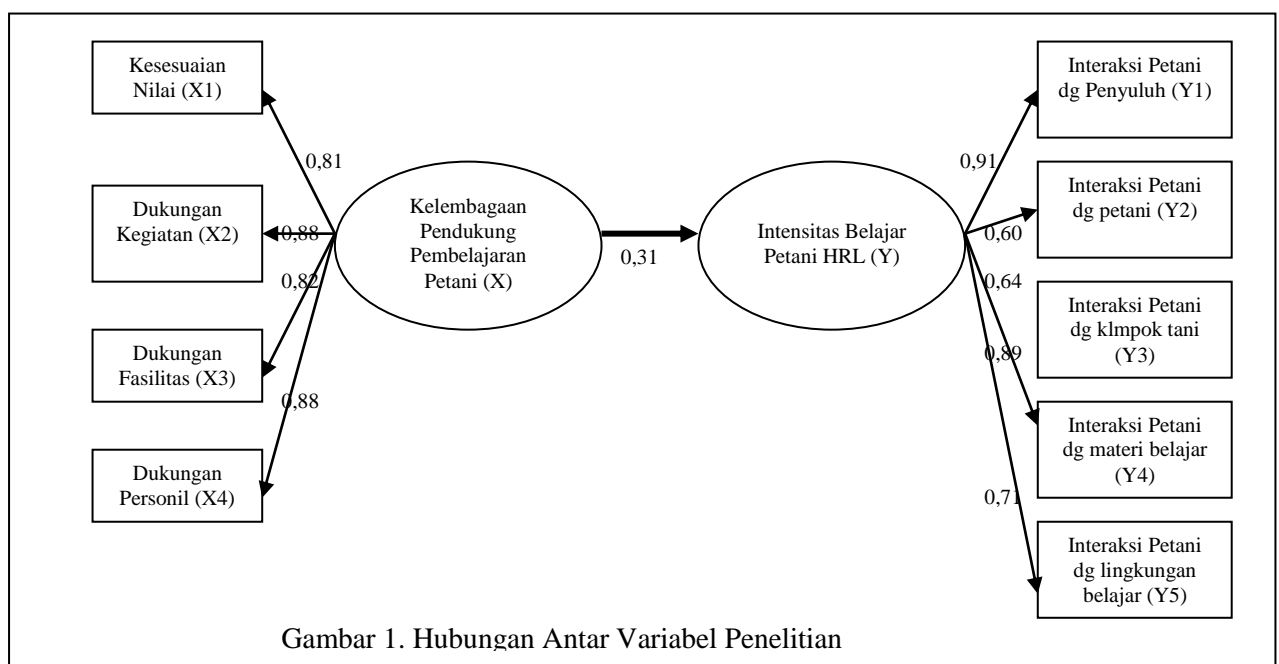 Kesesuaian
Nilai (X1)
Dukungan
Kegiatan (X2)
Dukungan
Fasilitas (X3)
Dukungan
Personil (X4)
0,81
0,88
0,82
0,88
Kelembagaan
Pendukung
Pembelajaran
Petani (X)
0,31
Intensitas Belajar
Petani HRL (Y)
0,91
0,60
0,64
0,89
0,71
Interaksi Petani
dg Penyuluh (Y1)
Interaksi Petani
dg petani (Y2)
Interaksi Petani
dg klmpok tani
(Y3)
Interaksi Petani
dg materi belajar
(Y4)
Interaksi Petani
dg lingkungan
belajar (Y5)
Gambar 1. Hubungan Antar Variabel Penelitian